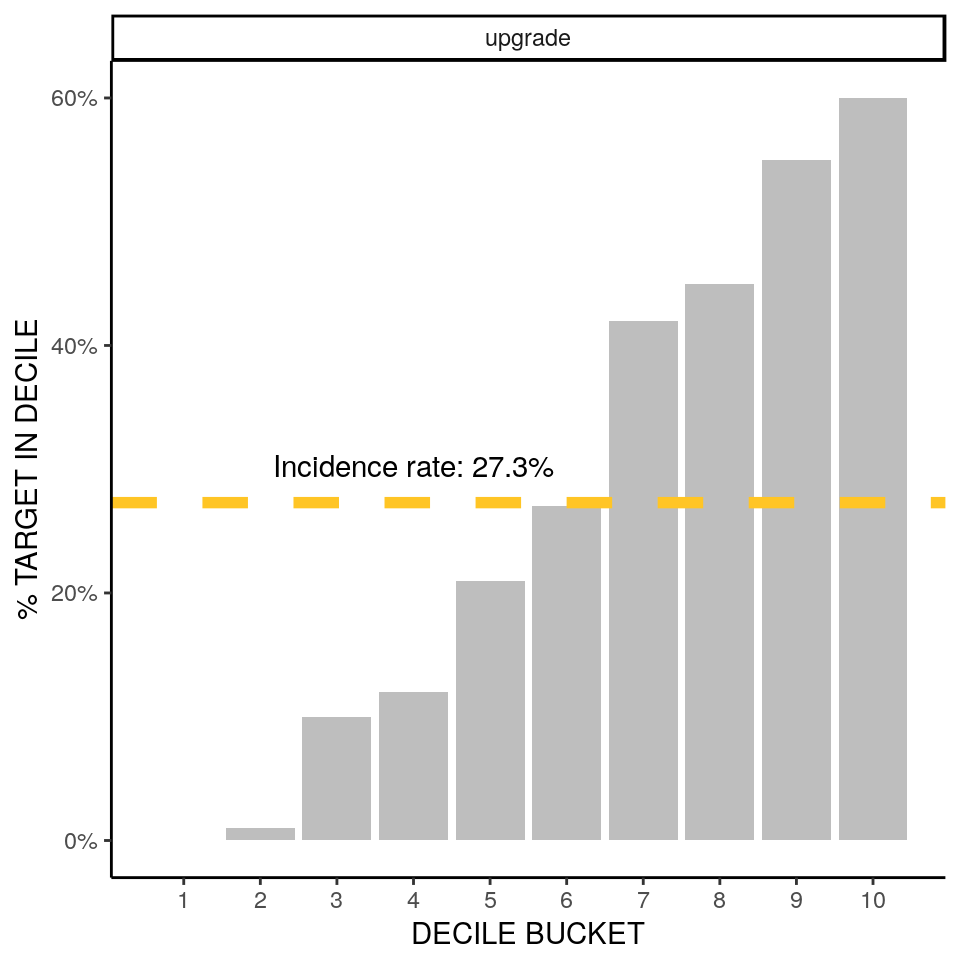 upgrade
60%
40%
20%
0%
% TARGET IN DECILE
Incidence rate: 27.3%
1 2 3 4 5 6 7 8 9 10
DECILE BUCKET